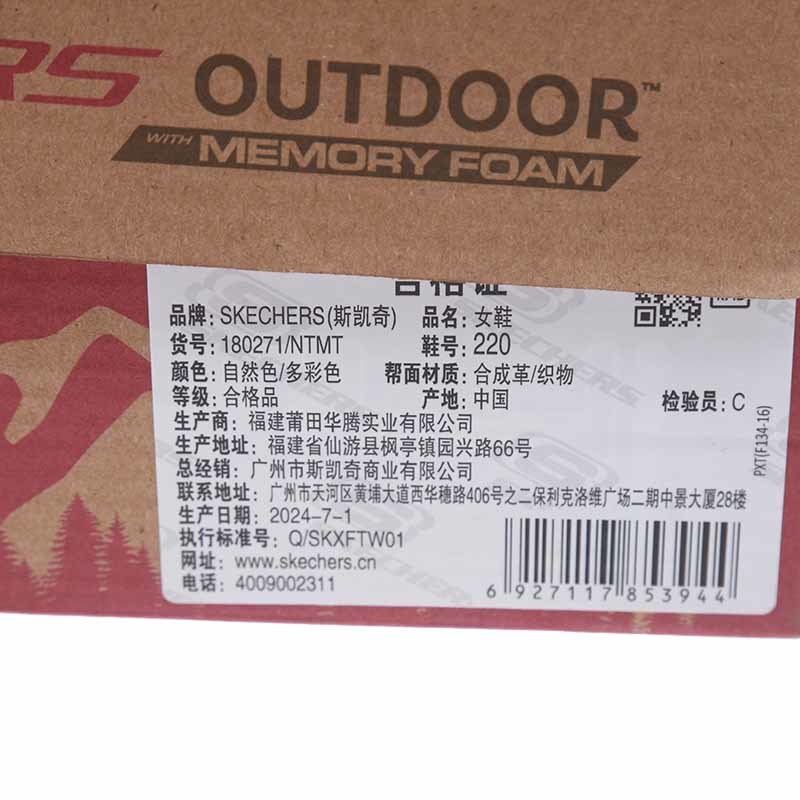 RS OUTDOOR™
WITH MEMORY FOAM
合格证
品牌: SKECHERS(斯凯奇) 品名: 女鞋
货号: 180271/NTMT 鞋号: 220
颜色: 自然色/多彩色 帮面材质: 合成革/织物
等级: 合格品 产地: 中国 检验员: C
生产商: 福建莆田华腾实业有限公司
生产地址: 福建省仙游县枫亭镇园兴路66号
总经销: 广州市斯凯奇商业有限公司
联系地址: 广州市天河区黄埔大道西华穗路406号之二保利克洛维广场二期中景大厦28楼
生产日期: 2024-7-1
执行标准号: Q/SKXFTW01
网址: www.skechers.cn
电话: 4009002311
6 927117 853944
PXT(F134-16)
SKECHERS